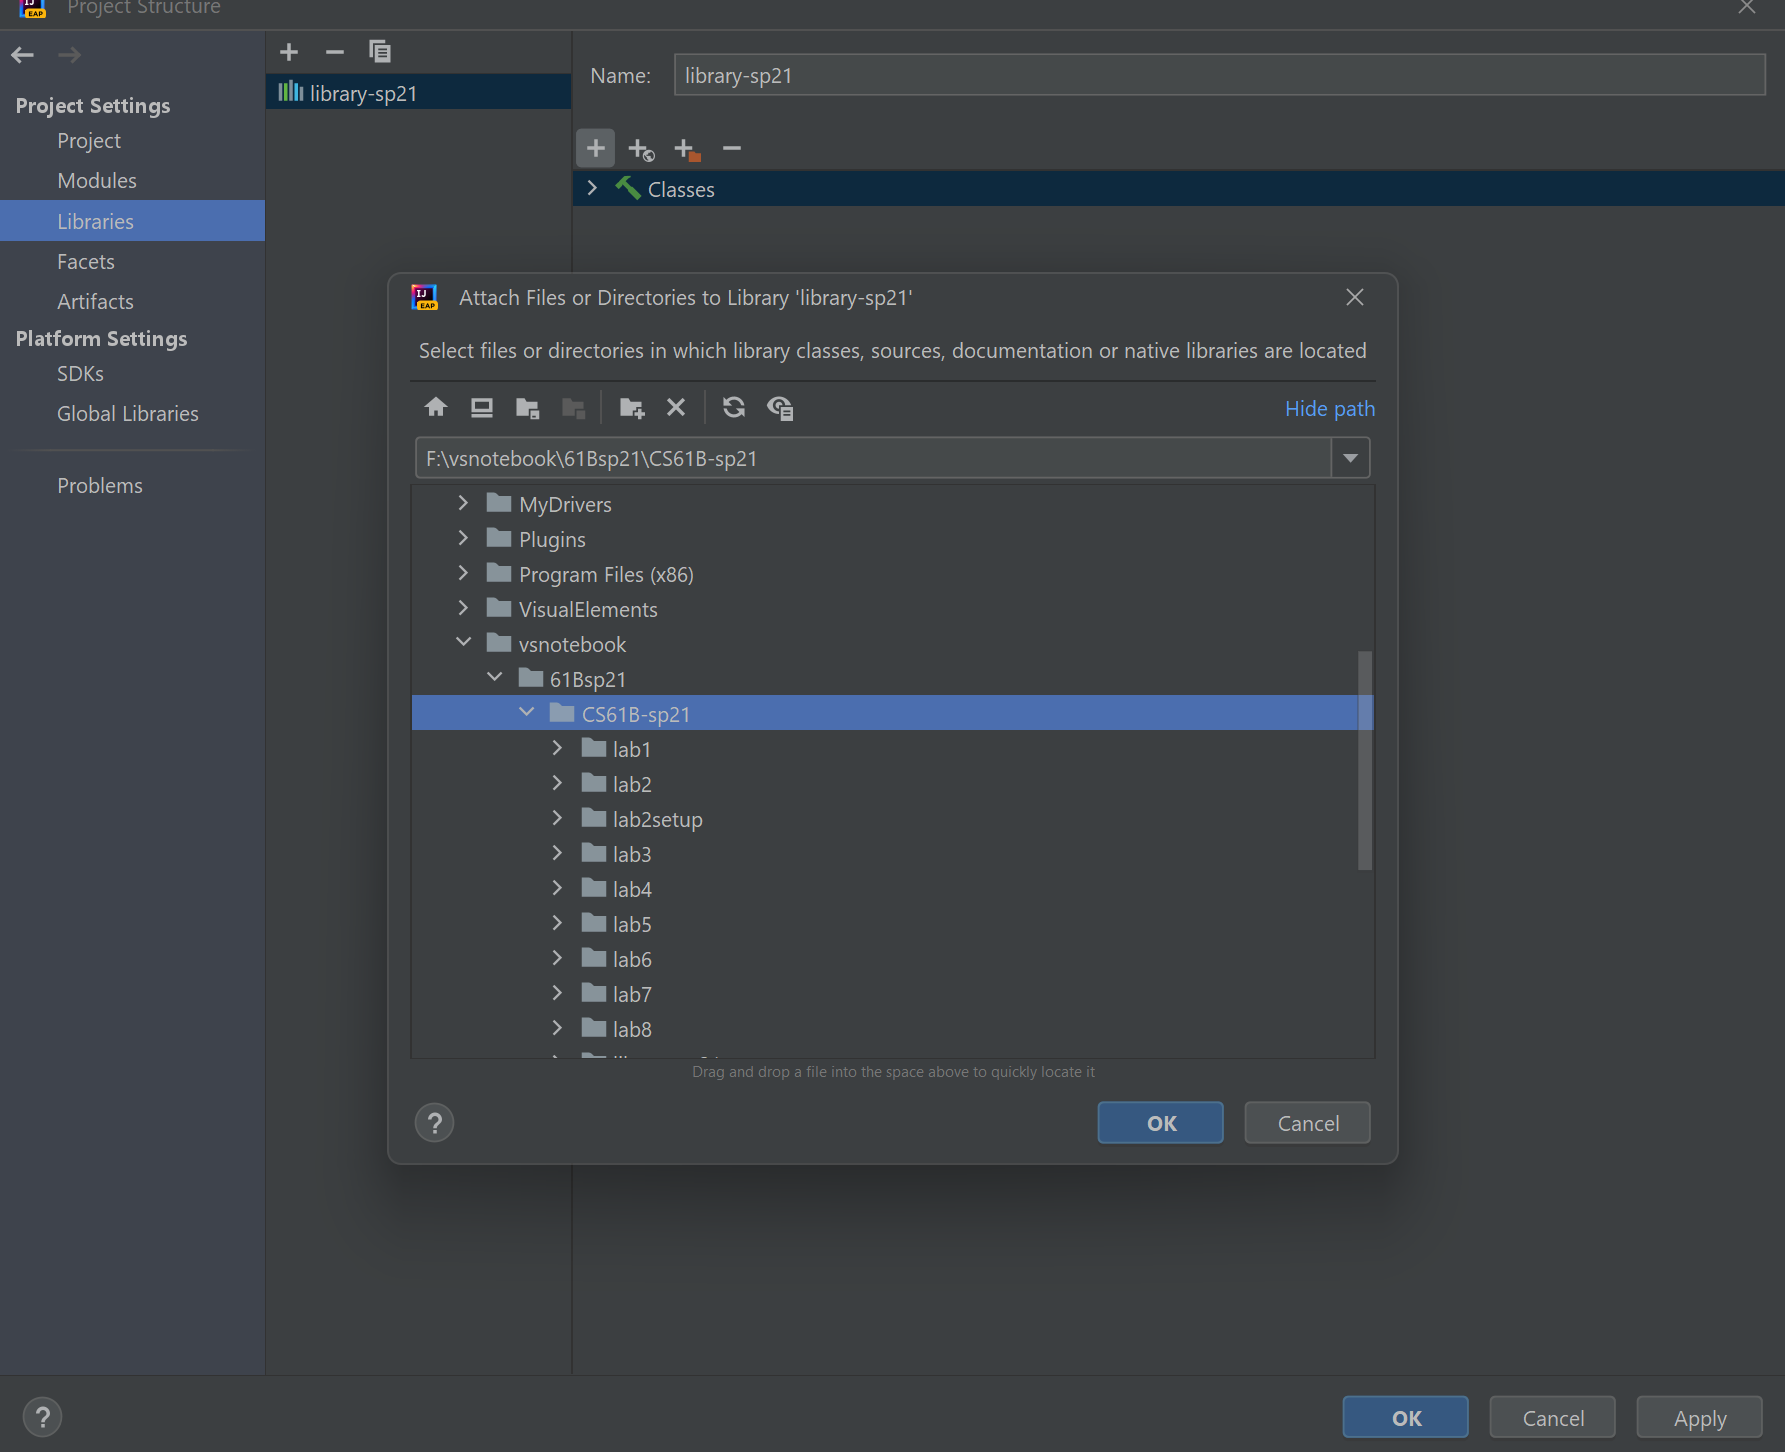 Project Structure
Project Settings
Project
Modules
Libraries
Facets
Artifacts
Platform Settings
SDKs
Global Libraries
Problems
library-sp21
Name: library-sp21
Classes
Attach Files or Directories to Library 'library-sp21'
Select files or directories in which library classes, sources, documentation or native libraries are located
Hide path
F:\vsnotebook\61Bsp21\CS61B-sp21
MyDrivers
Plugins
Program Files (x86)
VisualElements
vsnotebook
61Bsp21
CS61B-sp21
lab1
lab2
lab2setup
lab3
lab4
lab5
lab6
lab7
lab8
Drag and drop a file into the space above to quickly locate it
? OK Cancel
? OK Cancel Apply